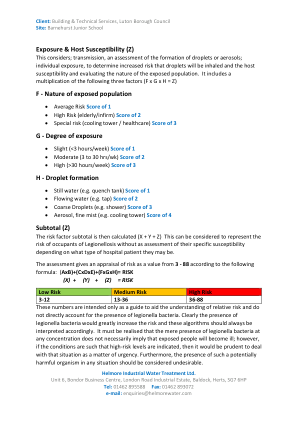 Client: Building & Technical Services, Luton Borough Council
Site: Barnehurst Junior School
Exposure & Host Susceptibility (Z)
This considers; transmission, an assessment of the formation of droplets or aerosols;
individual exposure, to determine increased risk that droplets will be inhaled and the host
susceptibility and evaluating the nature of the exposed population. It includes a
multiplication of the following three factors (F x G x H = Z)
F - Nature of exposed population
• Average Risk Score of 1
• High Risk (elderly/infirm) Score of 2
• Special risk (cooling tower / healthcare) Score of 3
G - Degree of exposure
• Slight (<3 hours/week) Score of 1
• Moderate (3 to 30 hrs/wk) Score of 2
• High (>30 hours/week) Score of 3
H - Droplet formation
• Still water (e.g. quench tank) Score of 1
• Flowing water (e.g. tap) Score of 2
• Coarse Droplets (e.g. shower) Score of 3
• Aerosol, fine mist (e.g. cooling tower) Score of 4
Subtotal (Z)
The risk factor subtotal is then calculated (X + Y + Z) This can be considered to represent the
risk of occupants of Legionellosis without an assessment of their specific susceptibility
depending on what type of hospital patient they may be.
The assessment gives an appraisal of risk as a value from 3 - 88 according to the following
formula: (AxB)+(CxDxE)+(FxGxH)= RISK
(X) + (Y) + (Z) = RISK
Low Risk Medium Risk High Risk
3-12 13-36 36-88
These numbers are intended only as a guide to aid the understanding of relative risk and do
not directly account for the presence of legionella bacteria. Clearly the presence of
legionella bacteria would greatly increase the risk and these algorithms should always be
interpreted accordingly. It must be realised that the mere presence of legionella bacteria at
any concentration does not necessarily imply that exposed people will become ill; however,
if the conditions are such that high-risk levels are indicated, then it would be prudent to deal
with that situation as a matter of urgency. Furthermore, the presence of such a potentially
harmful organism in any situation should be considered undesirable.
Helmore Industrial Water Treatment Ltd.
Unit 6, Bondor Business Centre, London Road Industrial Estate, Baldock, Herts, SG7 6HP
Tel: 01462 895588 Fax: 01462 893872
e-mail: enquiries@helmorewater.com